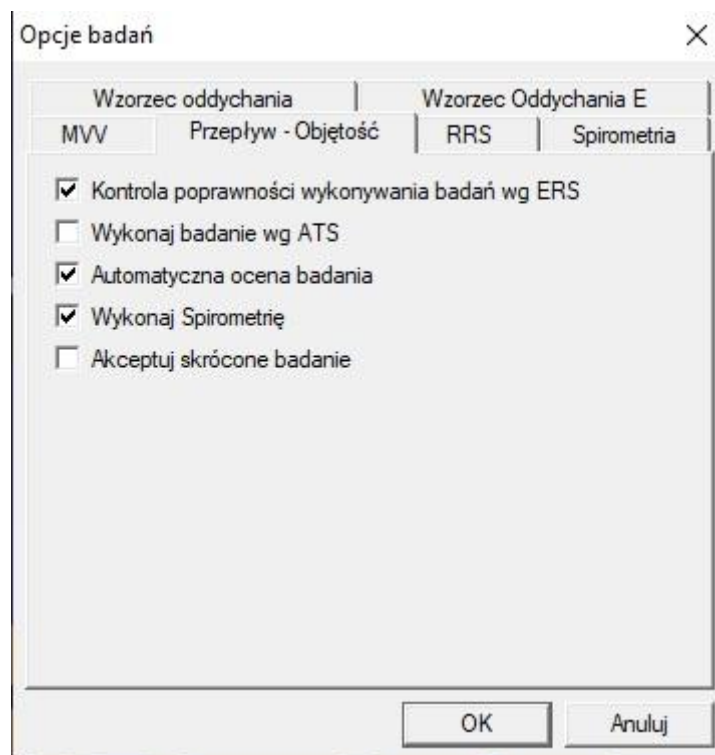 Opcje badań
Wzorzec oddychania Wzorzec Oddychania E
MVV Przepływ - Objętość RRS Spirometria
Kontrola poprawności wykonywania badań wg ERS
Wykonaj badanie wg ATS
Automatyczna ocena badania
Wykonaj Spirometrię
Akceptuj skrócone badanie
OK Anuluj